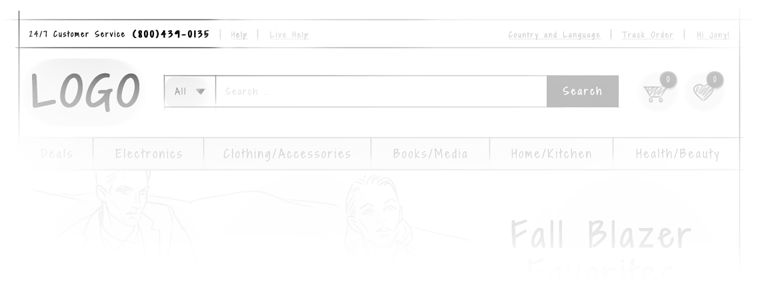 24/7 Customer Service (800)439-0135 | Help | Live Help Country and Language | Track Order | Hi Jony!
LOGO All Search ... Search 0 0
Deals Electronics Clothing/Accessories Books/Media Home/Kitchen Health/Beauty
Fall Blazer
Favorites